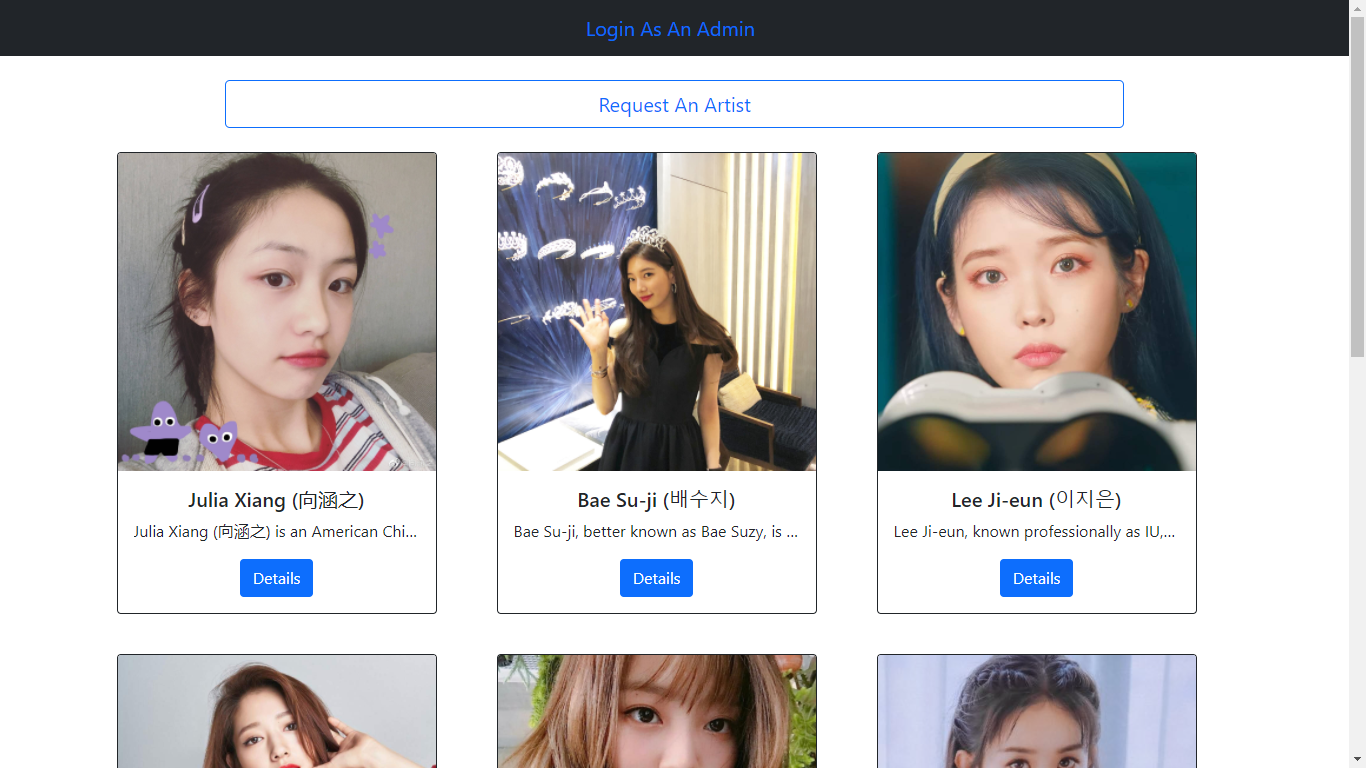 Login As An Admin
Request An Artist
Julia Xiang (向涵之)
Julia Xiang (向涵之) is an American Chi...
Details
Bae Su-ji (배수지)
Bae Su-ji, better known as Bae Suzy, is ...
Details
Lee Ji-eun (이지은)
Lee Ji-eun, known professionally as IU,...
Details